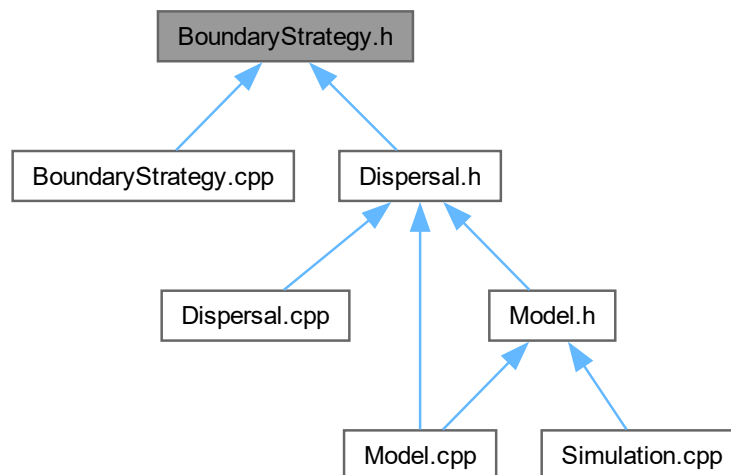 BoundaryStrategy.h
BoundaryStrategy.cpp
Dispersal.h
Dispersal.cpp
Model.h
Model.cpp
Simulation.cpp